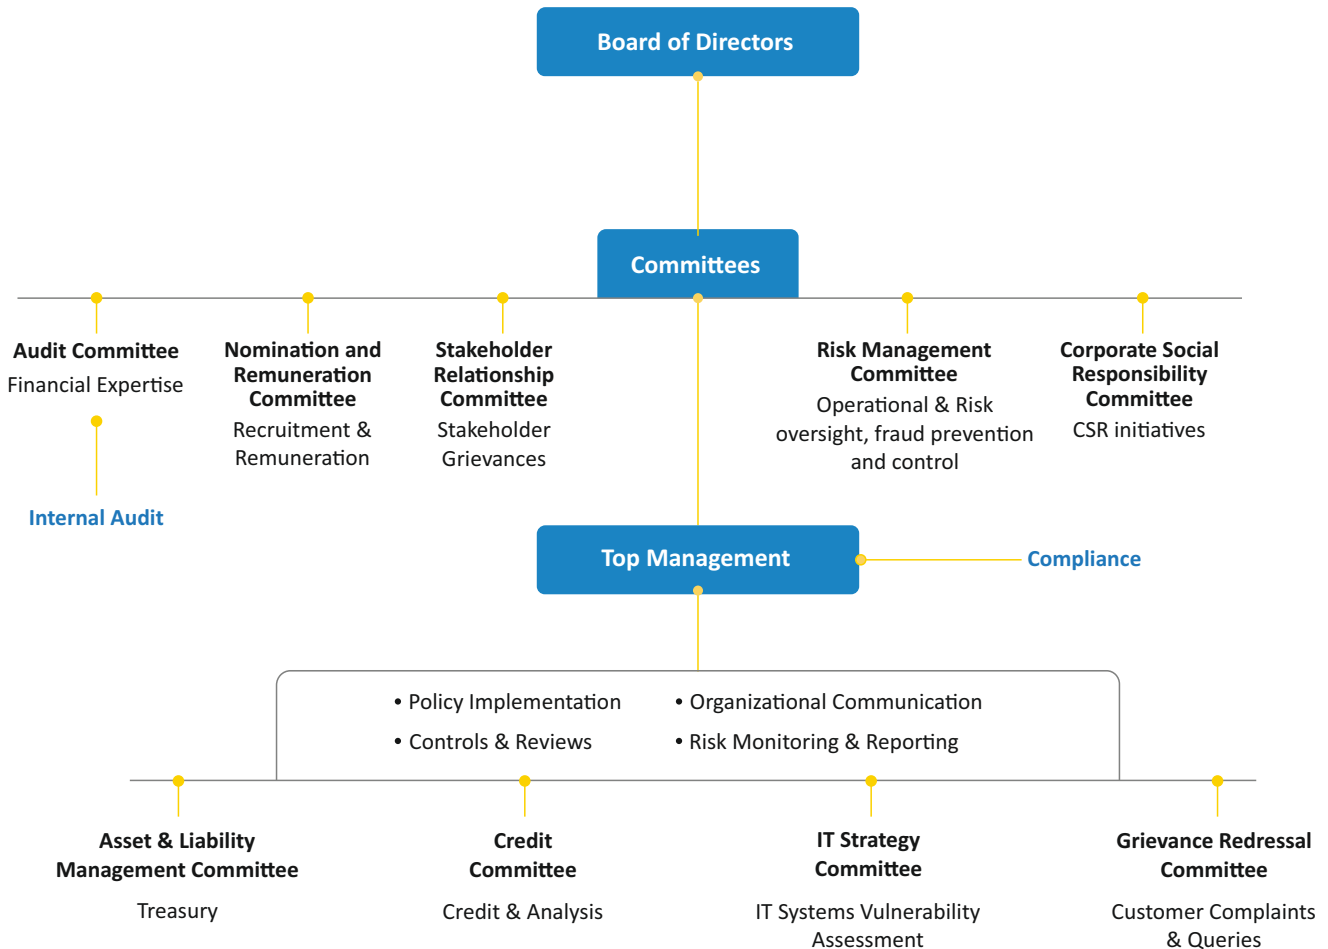 Board of Directors
Committees
Audit Committee
Financial Expertise
Internal Audit
Nomination and
Remuneration
Committee
Recruitment &
Remuneration
Stakeholder
Relationship
Committee
Stakeholder
Grievances
Risk Management
Committee
Operational & Risk
oversight, fraud prevention
and control
Corporate Social
Responsibility
Committee
CSR initiatives
Top Management
Compliance
• Policy Implementation
• Controls & Reviews
• Organizational Communication
• Risk Monitoring & Reporting
Asset & Liability
Management Committee
Treasury
Credit
Committee
Credit & Analysis
IT Strategy
Committee
IT Systems Vulnerability
Assessment
Grievance Redressal
Committee
Customer Complaints
& Queries